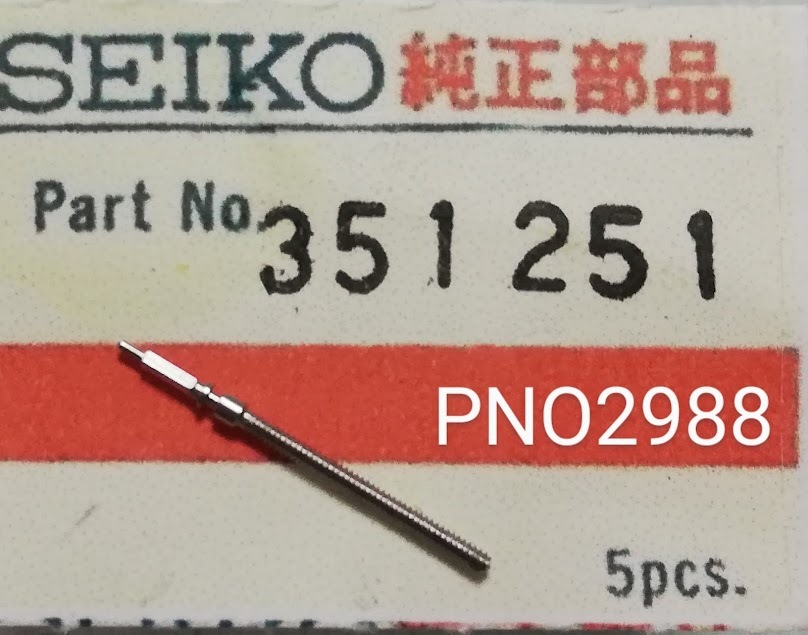 SEIKO 純正部品
Part No. 351 251
PNO2988
5pcs.